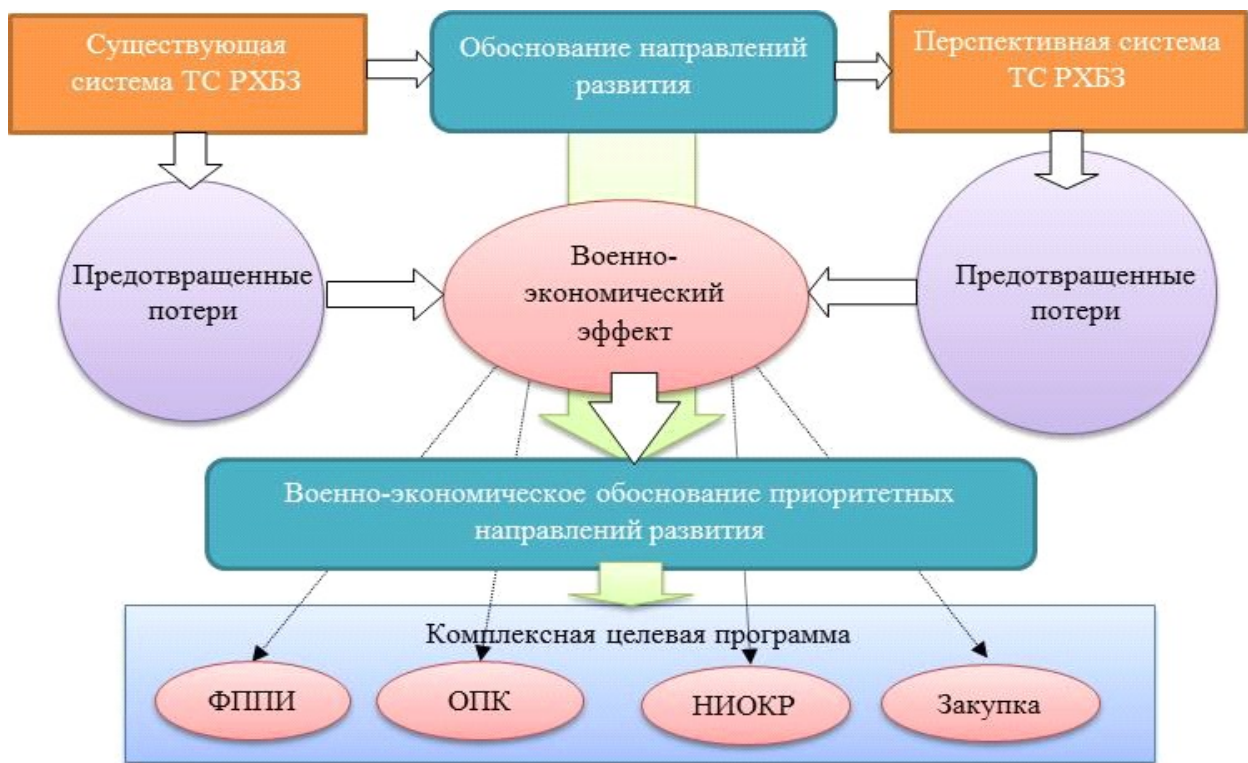 Существующая
система ТС РХБЗ
Обоснование направлений
развития
Перспективная система
ТС РХБЗ
Предотвращенные
потери
Военно-
экономический
эффект
Предотвращенные
потери
Военно-экономическое обоснование приоритетных
направлений развития
Комплексная целевая программа
ФППИ
ОПК
НИОКР
Закупка